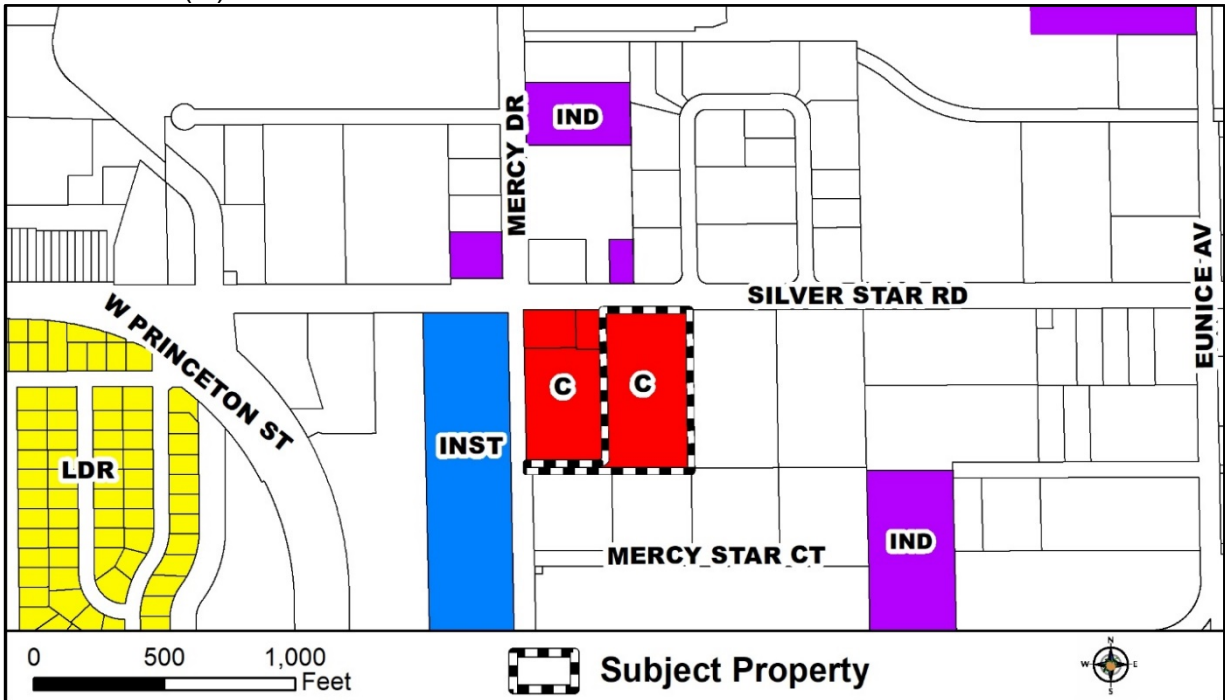 IND
MERCY DR
EUNICE AV
SILVER STAR RD
W PRINCETON ST
C
C
INST
LDR
IND
MERCY STAR CT
0 500 1,000
Feet
Subject Property
N
W E
S